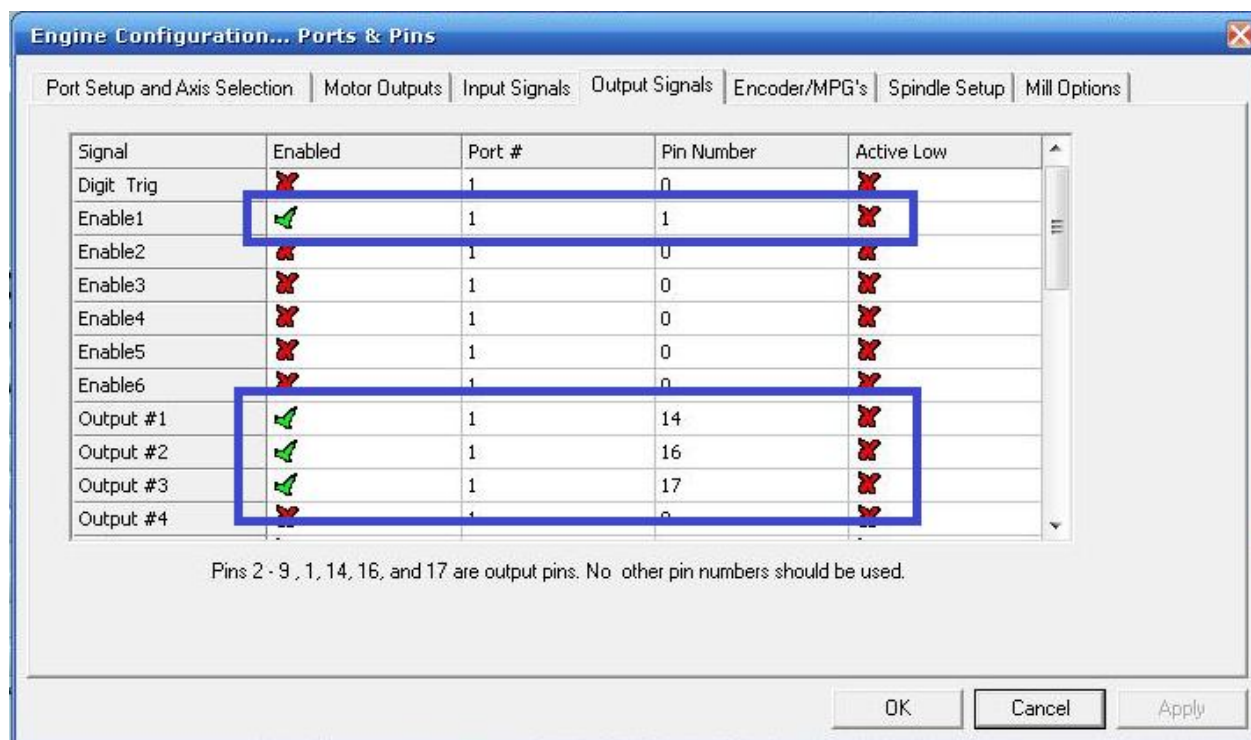 Engine Configuration... Ports & Pins
Port Setup and Axis Selection Motor Outputs Input Signals Output Signals Encoder/MPG's Spindle Setup Mill Options
Signal Enabled Port # Pin Number Active Low
Digit Trig 1 0
Enable1 1 1
Enable2 1 0
Enable3 1 0
Enable4 1 0
Enable5 1 0
Enable6 1 0
Output #1 1 14
Output #2 1 16
Output #3 1 17
Output #4
Pins 2 - 9 , 1, 14, 16, and 17 are output pins. No other pin numbers should be used.
OK Cancel Apply